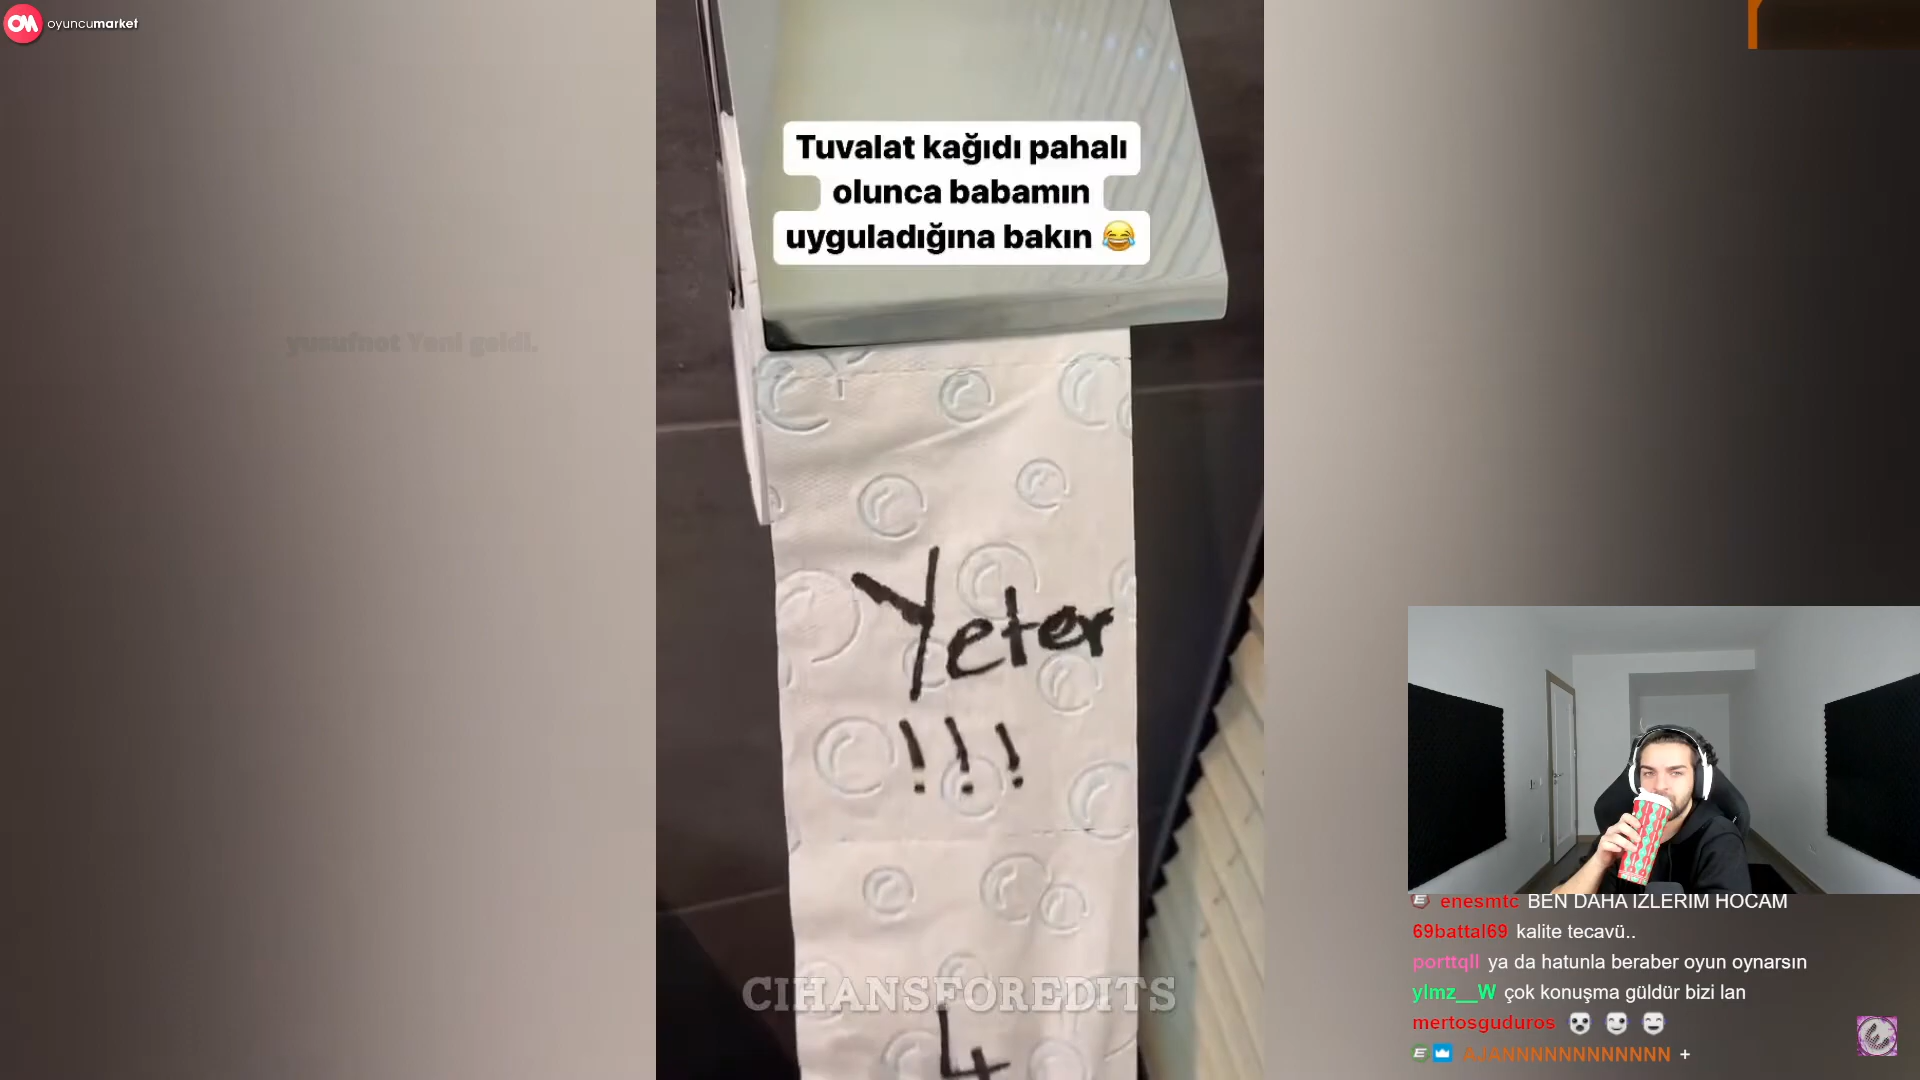 oyuncumarket
Tuvalat kağıdı pahalı
olunca babamın
uyguladığına bakın 😂
yusufnot Yeni geldi.
Yeter
!!!
4
CIHANSFOREDITS
enesmtc BEN DAHA IZLERIM HOCAM
69battal69 kalite tecavü..
porttqll ya da hatunla beraber oyun oynarsın
ylmz__W çok konuşma güldür bizi lan
mertosguduros
AJANNNNNNNNNNNN +